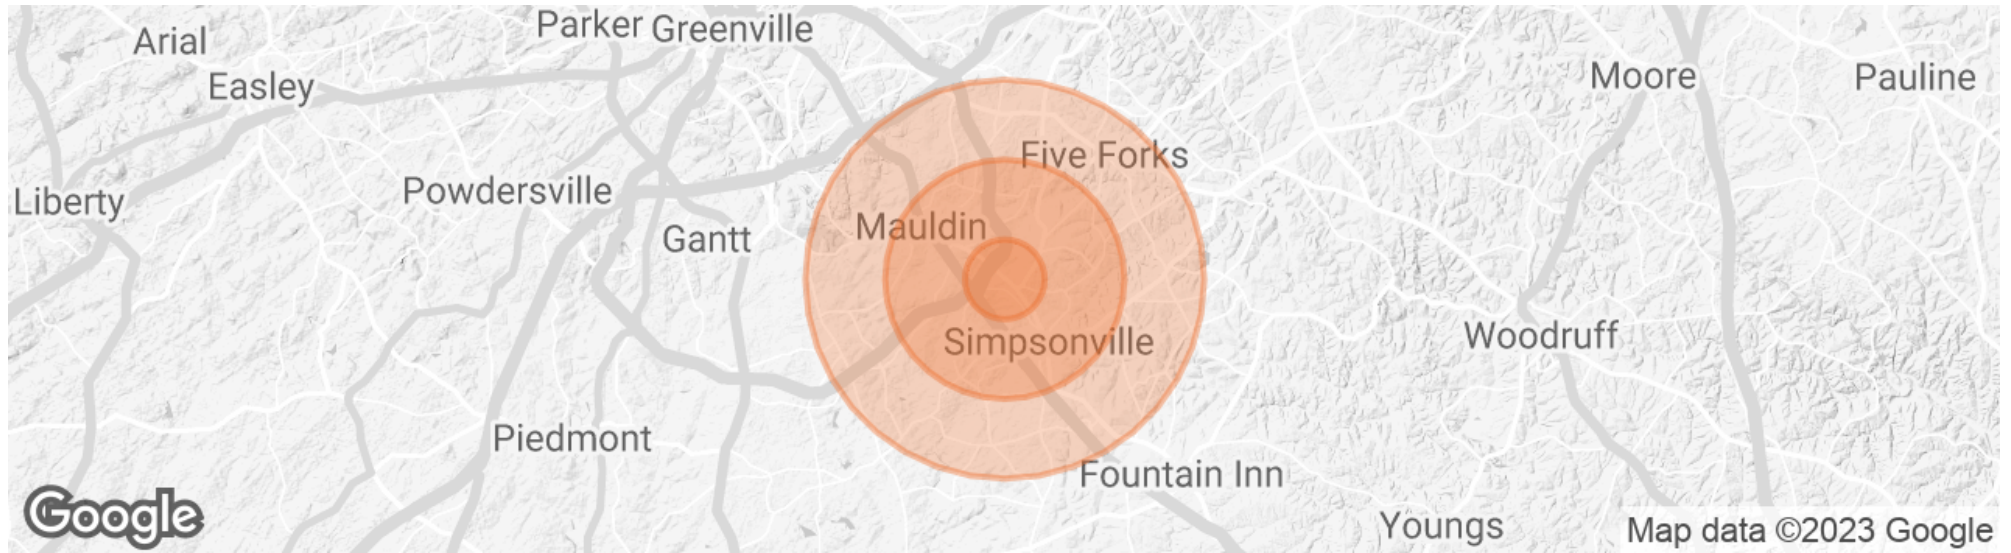 Parker
Greenville
Arial
Easley
Moore
Pauline
Five Forks
Liberty
Powdersville
Mauldin
Gantt
Simpsonville
Woodruff
Piedmont
Fountain Inn
Google
Youngs
Map data ©2023 Google